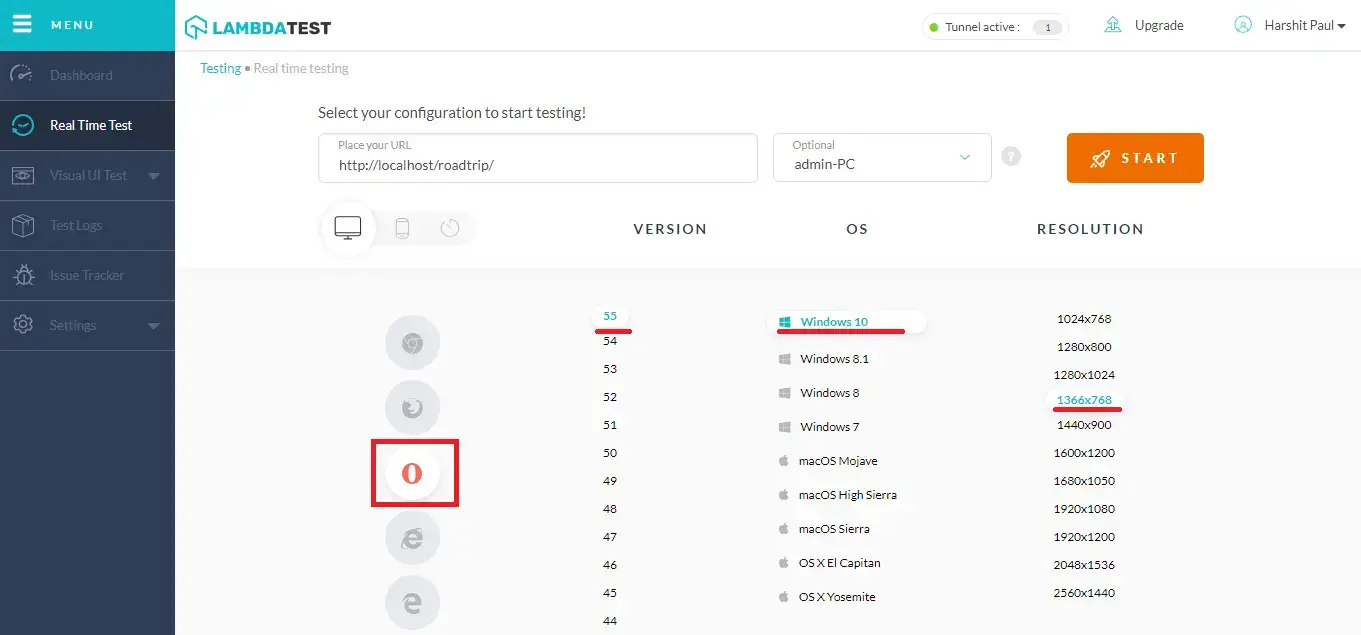 MENU
LAMBDATEST
Tunnel active : 1
Upgrade
Harshit Paul
Testing • Real time testing
Dashboard
Real Time Test
Visual UI Test
Test Logs
Issue Tracker
Settings
Select your configuration to start testing!
Place your URL
http://localhost/roadtrip/
Optional
admin-PC
?
START
VERSION
OS
RESOLUTION
55
54
53
52
51
50
49
48
47
46
45
44
Windows 10
Windows 8.1
Windows 8
Windows 7
macOS Mojave
macOS High Sierra
macOS Sierra
OS X El Capitan
OS X Yosemite
1024x768
1280x800
1280x1024
1366x768
1440x900
1600x1200
1680x1050
1920x1080
1920x1200
2048x1536
2560x1440